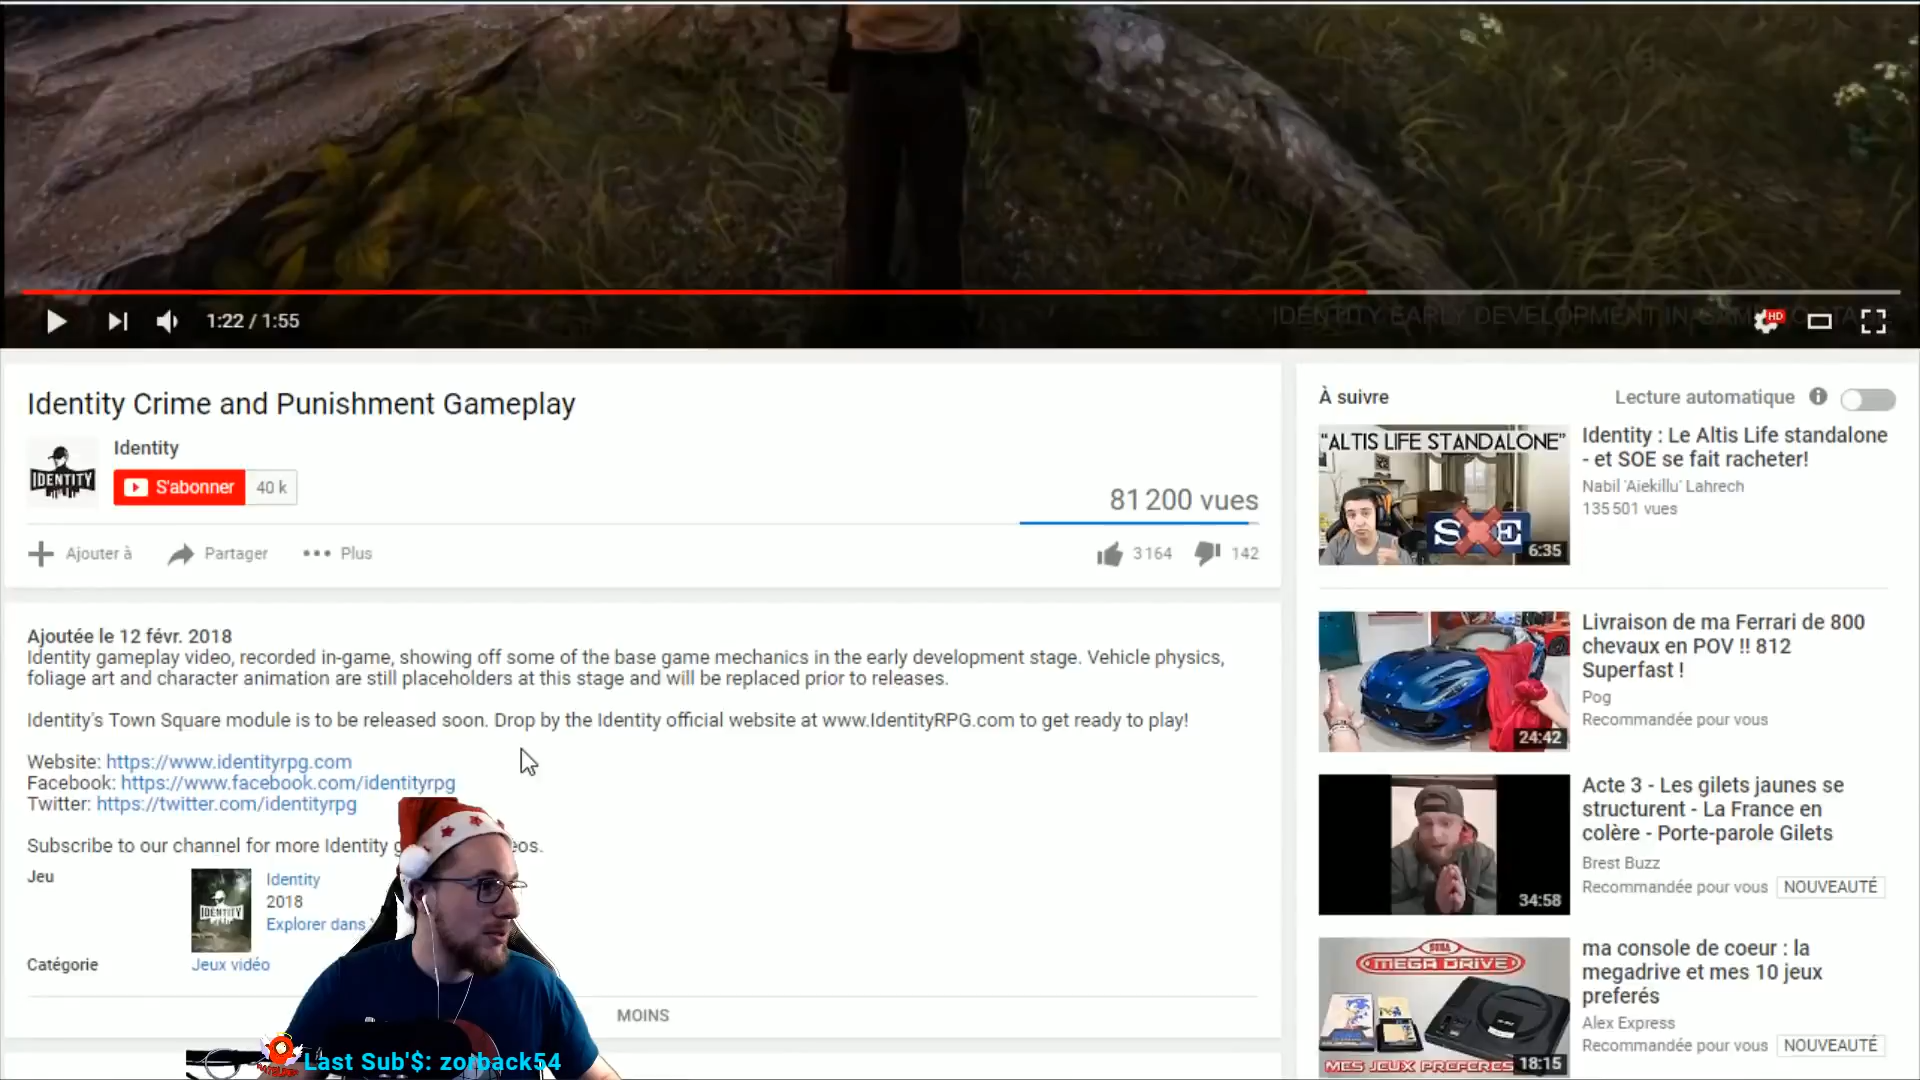 1:22 / 1:55
IDENTITY EARLY DEVELOPMENT IN
HD
Identity Crime and Punishment Gameplay
IDENTITY
Identity
S'abonner 40 k
81 200 vues
Ajouter à Partager Plus
3164 142
Ajoutée le 12 févr. 2018
Identity gameplay video, recorded in-game, showing off some of the base game mechanics in the early development stage. Vehicle physics,
foliage art and character animation are still placeholders at this stage and will be replaced prior to releases.
Identity's Town Square module is to be released soon. Drop by the Identity official website at www.IdentityRPG.com to get ready to play!
Website: https://www.identityrpg.com
Facebook: https://www.facebook.com/identityrpg
Twitter: https://twitter.com/identityrpg
Subscribe to our channel for more Identity
Jeu
IDENTITY
Identity
2018
Explorer dans
Catégorie
Jeux vidéo
MOINS
Last Sub'$: zorback54
À suivre
Lecture automatique
"ALTIS LIFE STANDALONE"
SOE
6:35
Identity : Le Altis Life standalone
- et SOE se fait racheter!
Nabil 'Aiekillu' Lahrech
135 501 vues
24:42
Livraison de ma Ferrari de 800
chevaux en POV !! 812
Superfast !
Pog
Recommandée pour vous
34:58
Acte 3 - Les gilets jaunes se
structurent - La France en
colère - Porte-parole Gilets
Brest Buzz
Recommandée pour vous NOUVEAUTÉ
SEGA
MEGA DRIVE
MES JEUX PREFERES
18:15
ma console de coeur : la
megadrive et mes 10 jeux
preferés
Alex Express
Recommandée pour vous NOUVEAUTÉ